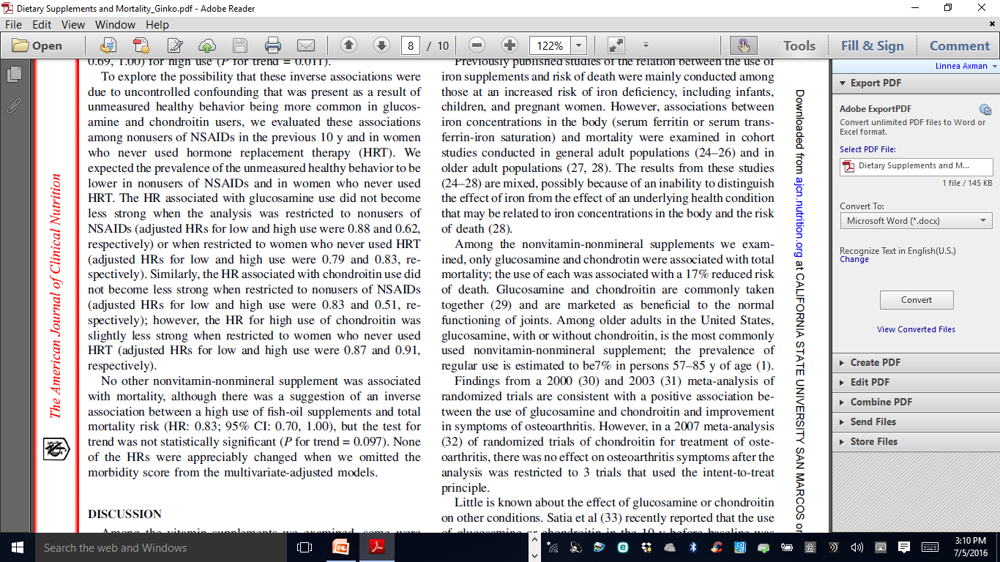 Dietary Supplements and Mortality_Ginko.pdf - Adobe Reader
File Edit View Window Help
Open
8 / 10
122%
Tools Fill & Sign Comment
The American Journal of Clinical Nutrition
0.69, 1.00) for high use (P for trend = 0.011).
To explore the possibility that these inverse associations were
due to uncontrolled confounding that was present as a result of
unmeasured healthy behavior being more common in glucos-
amine and chondroitin users, we evaluated these associations
among nonusers of NSAIDs in the previous 10 y and in women
who never used hormone replacement therapy (HRT). We
expected the prevalence of the unmeasured healthy behavior to be
lower in nonusers of NSAIDs and in women who never used
HRT. The HR associated with glucosamine use did not become
less strong when the analysis was restricted to nonusers of
NSAIDs (adjusted HRs for low and high use were 0.88 and 0.62,
respectively) or when restricted to women who never used HRT
(adjusted HRs for low and high use were 0.79 and 0.83, re-
spectively). Similarly, the HR associated with chondroitin use did
not become less strong when restricted to nonusers of NSAIDs
(adjusted HRs for low and high use were 0.83 and 0.51, re-
spectively); however, the HR for high use of chondroitin was
slightly less strong when restricted to women who never used
HRT (adjusted HRs for low and high use were 0.87 and 0.91,
respectively).
No other nonvitamin-nonmineral supplement was associated
with mortality, although there was a suggestion of an inverse
association between a high use of fish-oil supplements and total
mortality risk (HR: 0.83; 95% CI: 0.70, 1.00), but the test for
trend was not statistically significant (P for trend = 0.097). None
of the HRs were appreciably changed when we omitted the
morbidity score from the multivariate-adjusted models.
DISCUSSION
Among the vitamin supplements we examined, some were
Previously published studies of the relation between the use of
iron supplements and risk of death were mainly conducted among
those at an increased risk of iron deficiency, including infants,
children, and pregnant women. However, associations between
iron concentrations in the body (serum ferritin or serum trans-
ferrin-iron saturation) and mortality were examined in cohort
studies conducted in general adult populations (24–26) and in
older adult populations (27, 28). The results from these studies
(24–28) are mixed, possibly because of an inability to distinguish
the effect of iron from the effect of an underlying health condition
that may be related to iron concentrations in the body and the risk
of death (28).
Among the nonvitamin-nonmineral supplements we exam-
ined, only glucosamine and chondrotin were associated with total
mortality; the use of each was associated with a 17% reduced risk
of death. Glucosamine and chondroitin are commonly taken
together (29) and are marketed as beneficial to the normal
functioning of joints. Among older adults in the United States,
glucosamine, with or without chondroitin, is the most commonly
used nonvitamin-nonmineral supplement; the prevalence of
regular use is estimated to be7% in persons 57–85 y of age (1).
Findings from a 2000 (30) and 2003 (31) meta-analysis of
randomized trials are consistent with a positive association be-
tween the use of glucosamine and chondroitin and improvement
in symptoms of osteoarthritis. However, in a 2007 meta-analysis
(32) of randomized trials of chondroitin for treatment of oste-
oarthritis, there was no effect on osteoarthritis symptoms after the
analysis was restricted to 3 trials that used the intent-to-treat
principle.
Little is known about the effect of glucosamine or chondroitin
on other conditions. Satia et al (33) recently reported that the use
of glucosamine or chondroitin in the 10 y before baseline was
Downloaded from ajcn.nutrition.org at CALIFORNIA STATE UNIVERSITY SAN MARCOS on
Linnea Axman
Export PDF
Adobe ExportPDF
Convert unlimited PDF files to Word or
Excel format.
Select PDF File:
Dietary Supplements and M...
1 file / 145 KB
Convert To:
Microsoft Word (*.docx)
Recognize Text in English(U.S.)
Change
Convert
View Converted Files
Create PDF
Edit PDF
Combine PDF
Send Files
Store Files
Search the web and Windows
3:10 PM
7/5/2016